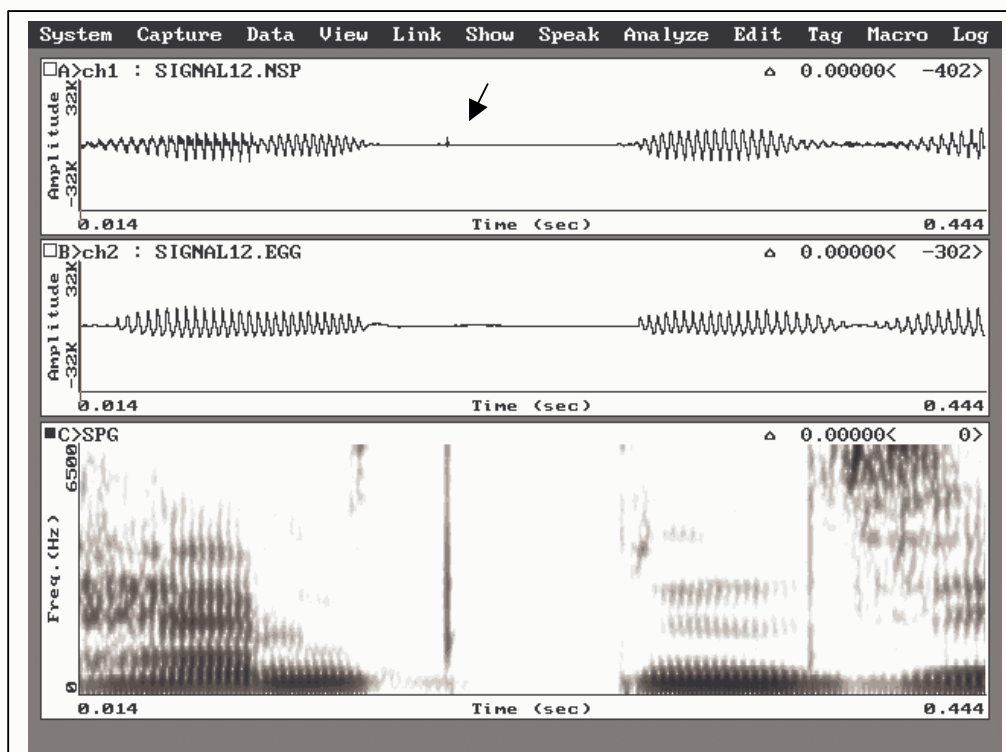 System Capture Data View Link Show Speak Analyze Edit Tag Macro Log
A>ch1 : SIGNAL12.NSP △ 0.00000< -402>
Amplitude
-32K 32K
0.014 Time (sec) 0.444
B>ch2 : SIGNAL12.EGG △ 0.00000< -302>
Amplitude
-32K 32K
0.014 Time (sec) 0.444
C>SPG △ 0.00000< 0>
Freq.(Hz)
0 6500
0.014 Time (sec) 0.444